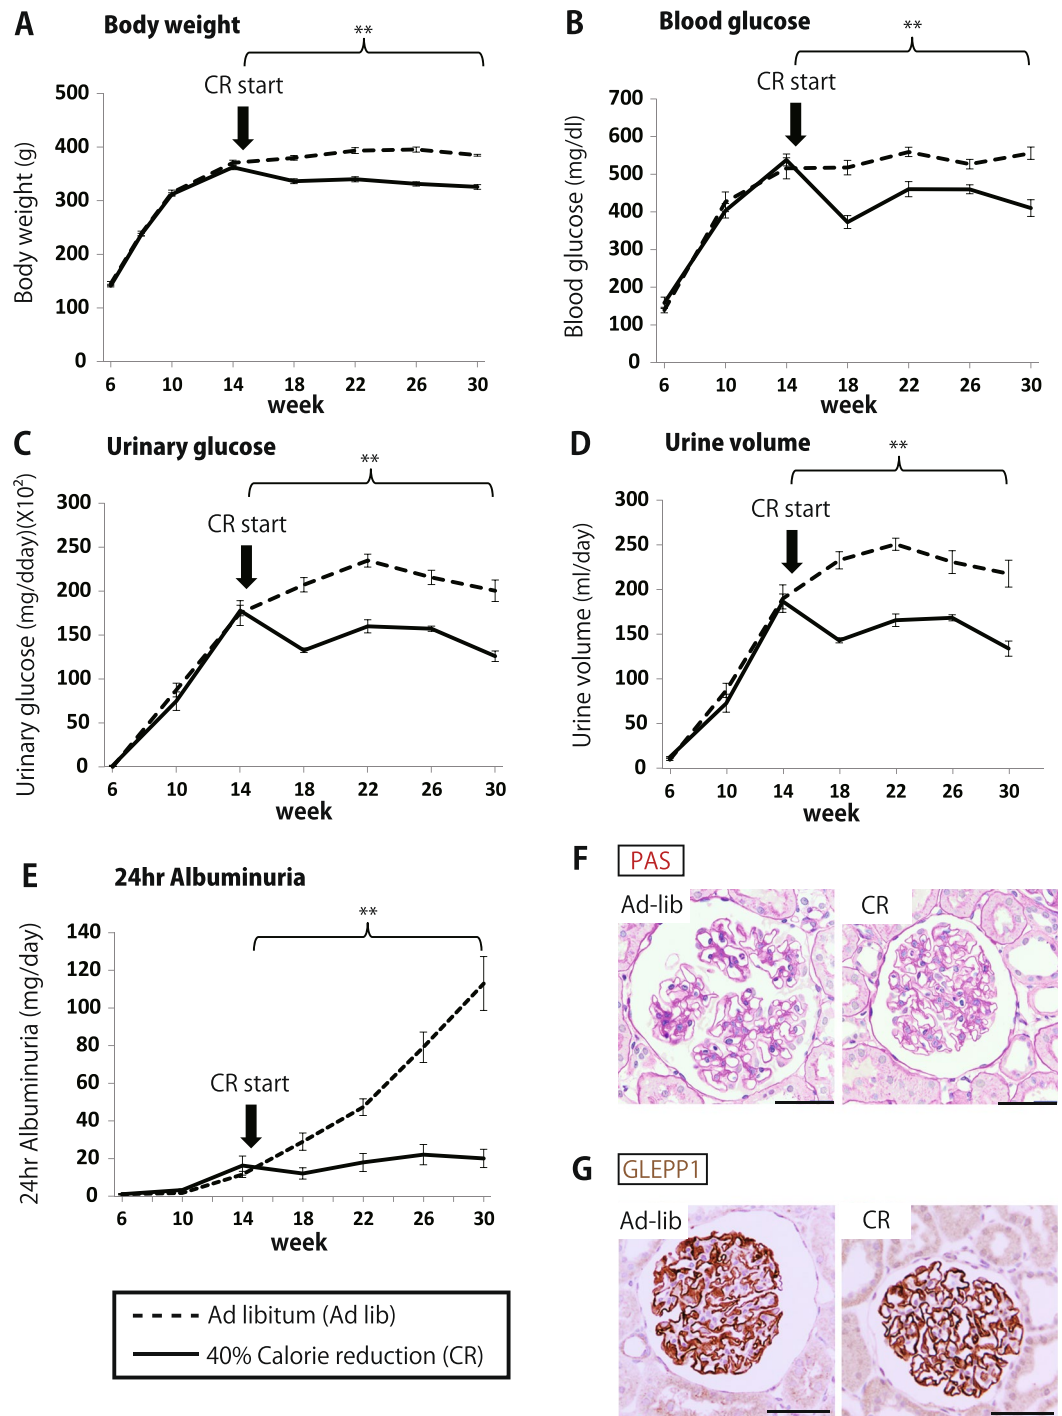 A
Body weight
**
CR start
Body weight (g)
500
400
300
200
100
0
6 10 14 18 22 26 30
week
B
Blood glucose
**
CR start
Blood glucose (mg/dl)
700
600
500
400
300
200
100
0
6 10 14 18 22 26 30
week
C
Urinary glucose
**
CR start
Urinary glucose (mg/dday)(X10²)
300
250
200
150
100
50
0
6 10 14 18 22 26 30
week
D
Urine volume
**
CR start
Urine volume (ml/day)
300
250
200
150
100
50
0
6 10 14 18 22 26 30
week
E
24hr Albuminuria
**
CR start
24hr Albuminuria (mg/day)
140
120
100
80
60
40
20
0
6 10 14 18 22 26 30
week
Ad libitum (Ad lib)
40% Calorie reduction (CR)
F
PAS
Ad-lib
CR
G
GLEPP1
Ad-lib
CR